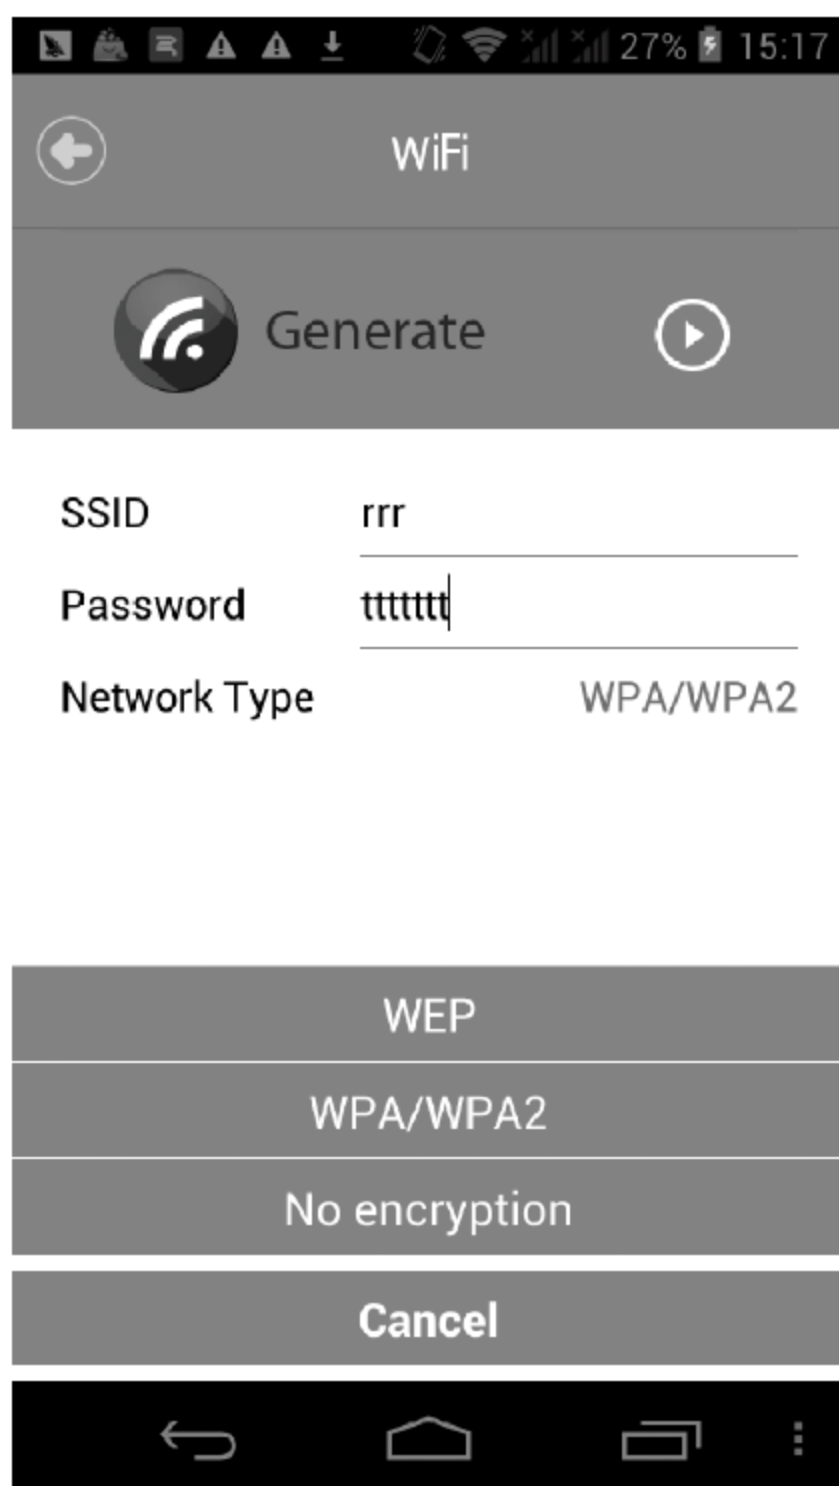 27% 15:17
WiFi
Generate
SSID rrr
Password ttttttt
Network Type WPA/WPA2
WEP
WPA/WPA2
No encryption
Cancel